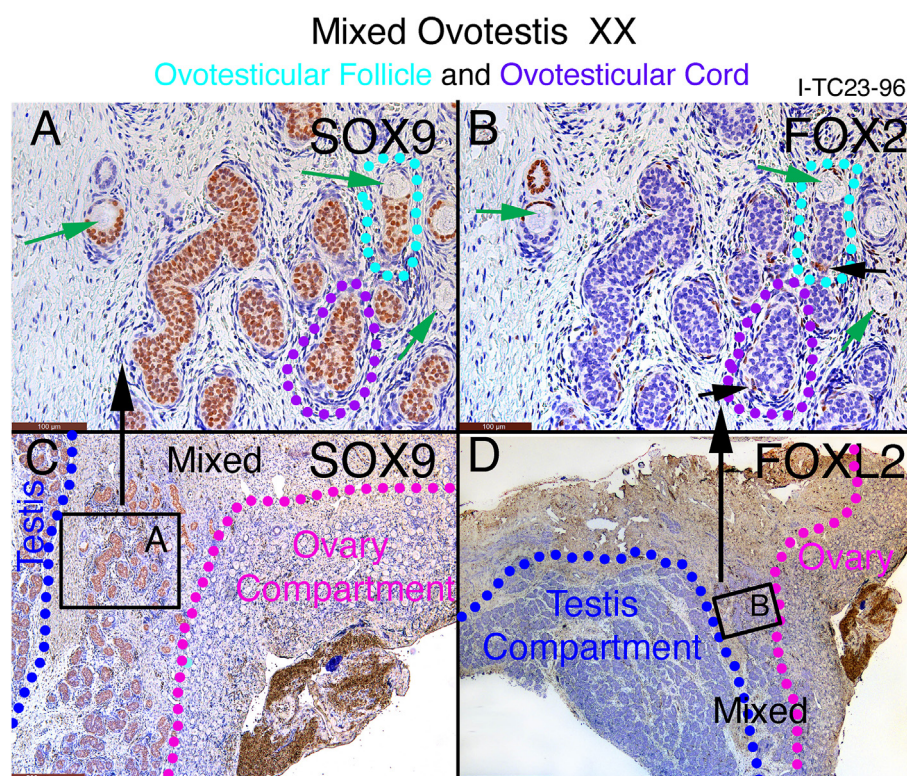 Mixed Ovotestis XX
Ovotesticular Follicle and Ovotesticular Cord
I-TC23-96
A
SOX9
B
FOX2
100 µm
100 µm
C
Mixed
SOX9
Testis
A
Ovary
Compartment
D
FOXL2
Ovary
Testis
Compartment
B
Mixed